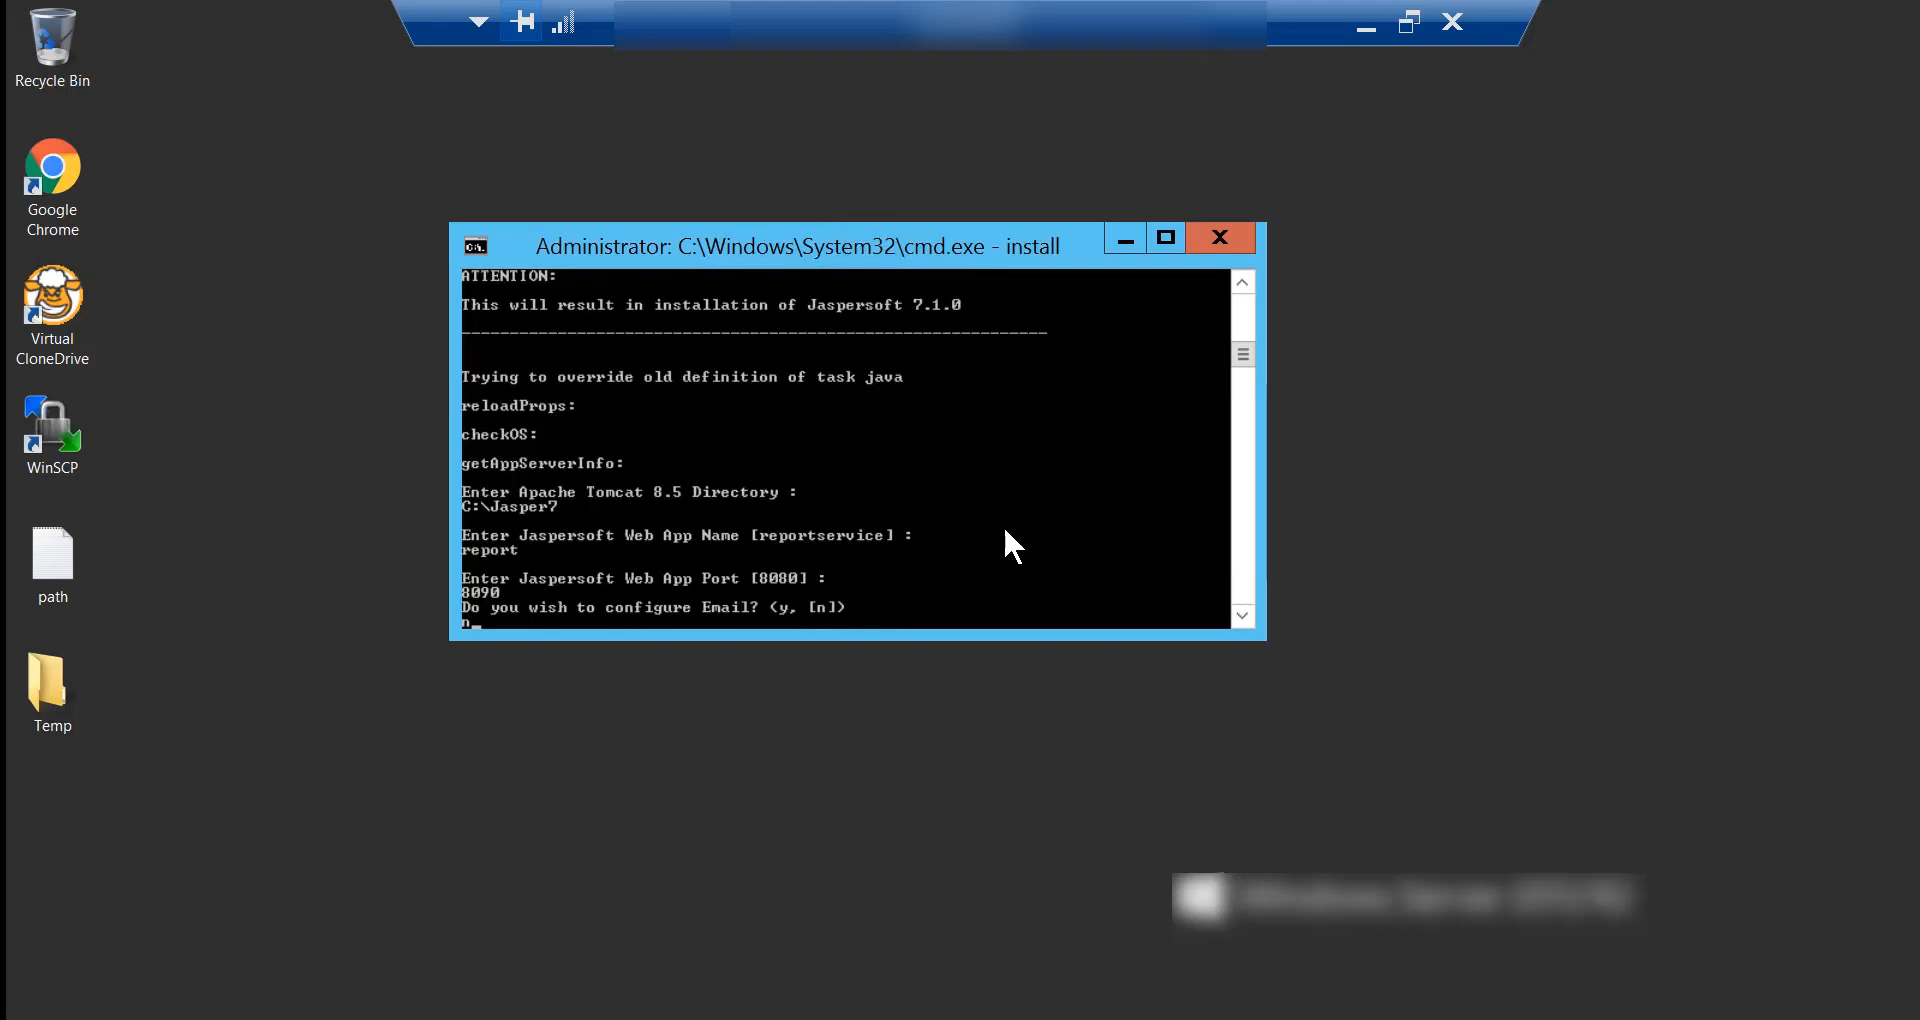 Recycle Bin
Google
Chrome
Virtual
CloneDrive
WinSCP
path
Temp
Administrator: C:\Windows\System32\cmd.exe - install
ATTENTION:
This will result in installation of Jaspersoft 7.1.0
-------------------------------------------------------------
Trying to override old definition of task java
reloadProps:
checkOS:
getAppServerInfo:
Enter Apache Tomcat 8.5 Directory :
C:\Jasper7
Enter Jaspersoft Web App Name [reportservice] :
report
Enter Jaspersoft Web App Port [8080] :
8090
Do you wish to configure Email? (y, [n])
n_